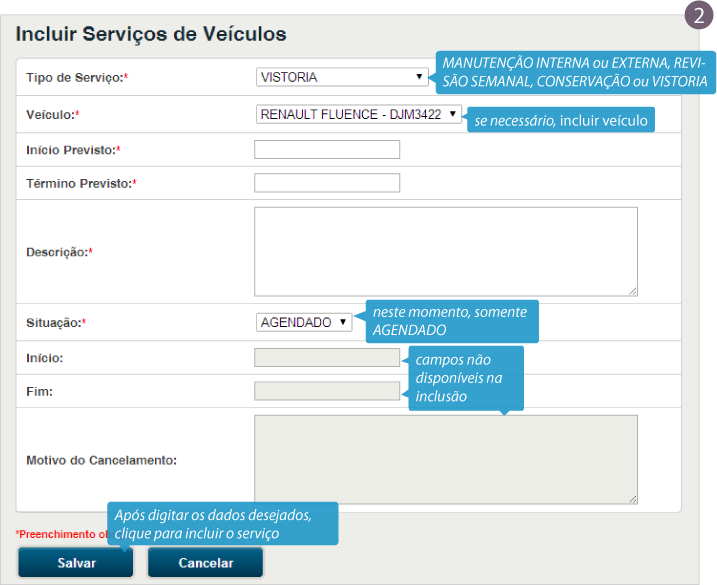 2
Incluir Serviços de Veículos
Tipo de Serviço:*
VISTORIA
MANUTENÇÃO INTERNA ou EXTERNA, REVI-
SÃO SEMANAL, CONSERVAÇÃO ou VISTORIA
Veículo:*
RENAULT FLUENCE - DJM3422
se necessário, incluir veículo
Início Previsto:*
Término Previsto:*
Descrição:*
Situação:*
AGENDADO
neste momento, somente
AGENDADO
Início:
campos não
disponíveis na
inclusão
Fim:
Motivo do Cancelamento:
Após digitar os dados desejados,
clique para incluir o serviço
*Preenchimento
Salvar
Cancelar